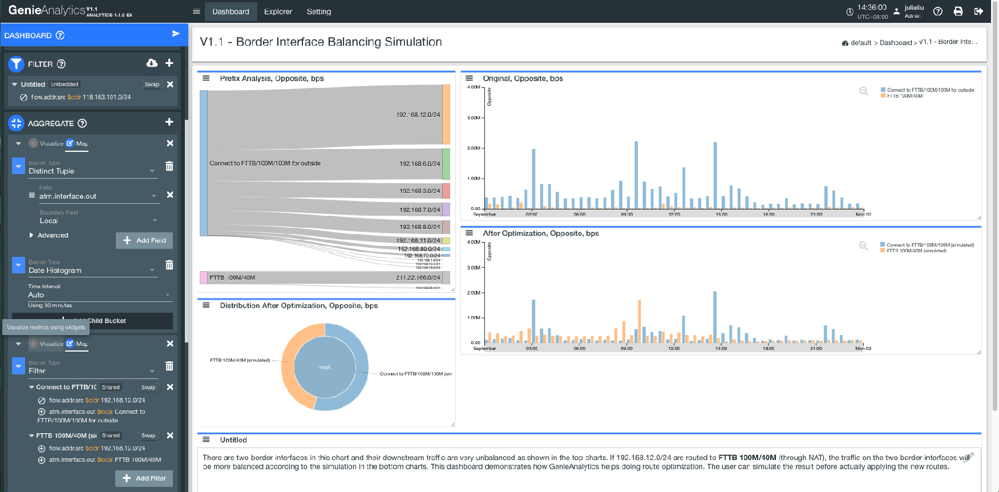 GenieAnalytics V1.1
ANALYTICS 1.1.0-E5
Dashboard
Explorer
Setting
14:36:00
UTC+08:00
julieliu
Admin
DASHBOARD
V1.1 - Border Interface Balancing Simulation
default > Dashboard > V1.1 - Border Inte...
FILTER
Untitled Embedded Swap
flow.addr.src $cidr 118.163.101.0/24
AGGREGATE
1 Visualize Map
Bucket Type
Distinct Tuple
Field
atm.interface.out
Boundary Field
Local
Advanced
Add Field
Bucket Type
Date Histogram
Time Interval
Auto
Using 30 minutes
Child Bucket
Visualize metrics using widgets
1 Visualize Map
Bucket Type
Filter
Connect to FTTB/10 Shared Swap
flow.addr.src $cidr 192.168.12.0/24
atm.interface.out $local Connect to
FTTB/100M/100M for outside
FTTB 100M/40M (sir Shared Swap
flow.addr.src $cidr 192.168.12.0/24
atm.interface.out $local FTTB 100M/40M
Add Filter
Prefix Analysis, Opposite, bps
Connect to FTTB/100M/100M for outside
FTTB 100M/40M
192.168.12.0/24
192.168.6.0/24
192.168.3.0/24
192.168.7.0/24
192.168.8.0/24
192.168.11.0/24
192.168.80.0/24
192.168.73.0/24
192.168.1.0/24
192.168.18.0/24
211.22.166.0/24
Original, Opposite, bps
Opposite
4.00M
3.00M
2.00M
1.00M
0.00
September 03:00 06:00 09:00 12:00 15:00 18:00 21:00 Mon 02
Connect to FTTB/100M/100M for outside
FTTB 100M/40M
After Optimization, Opposite, bps
Opposite
4.00M
3.00M
2.00M
1.00M
0.00
September 03:00 06:00 09:00 12:00 15:00 18:00 21:00 Mon 02
Connect to FTTB/100M/100M (simulated)
FTTB 100M/40M (simulated)
Distribution After Optimization, Opposite, bps
FTTB 100M/40M (simulated)
root
Connect to FTTB/100M/100M (sim
Untitled
There are two border interfaces in this chart and their downstream traffic are very unbalanced as shown in the top charts. If 192.168.12.0/24 are routed to FTTB 100M/40M (through NAT), the traffic on the two border interfaces will
be more balanced according to the simulation in the bottom charts. This dashboard demonstrates how GenieAnalytics helps doing route optimization. The user can simulate the result before actually applying the new routes.